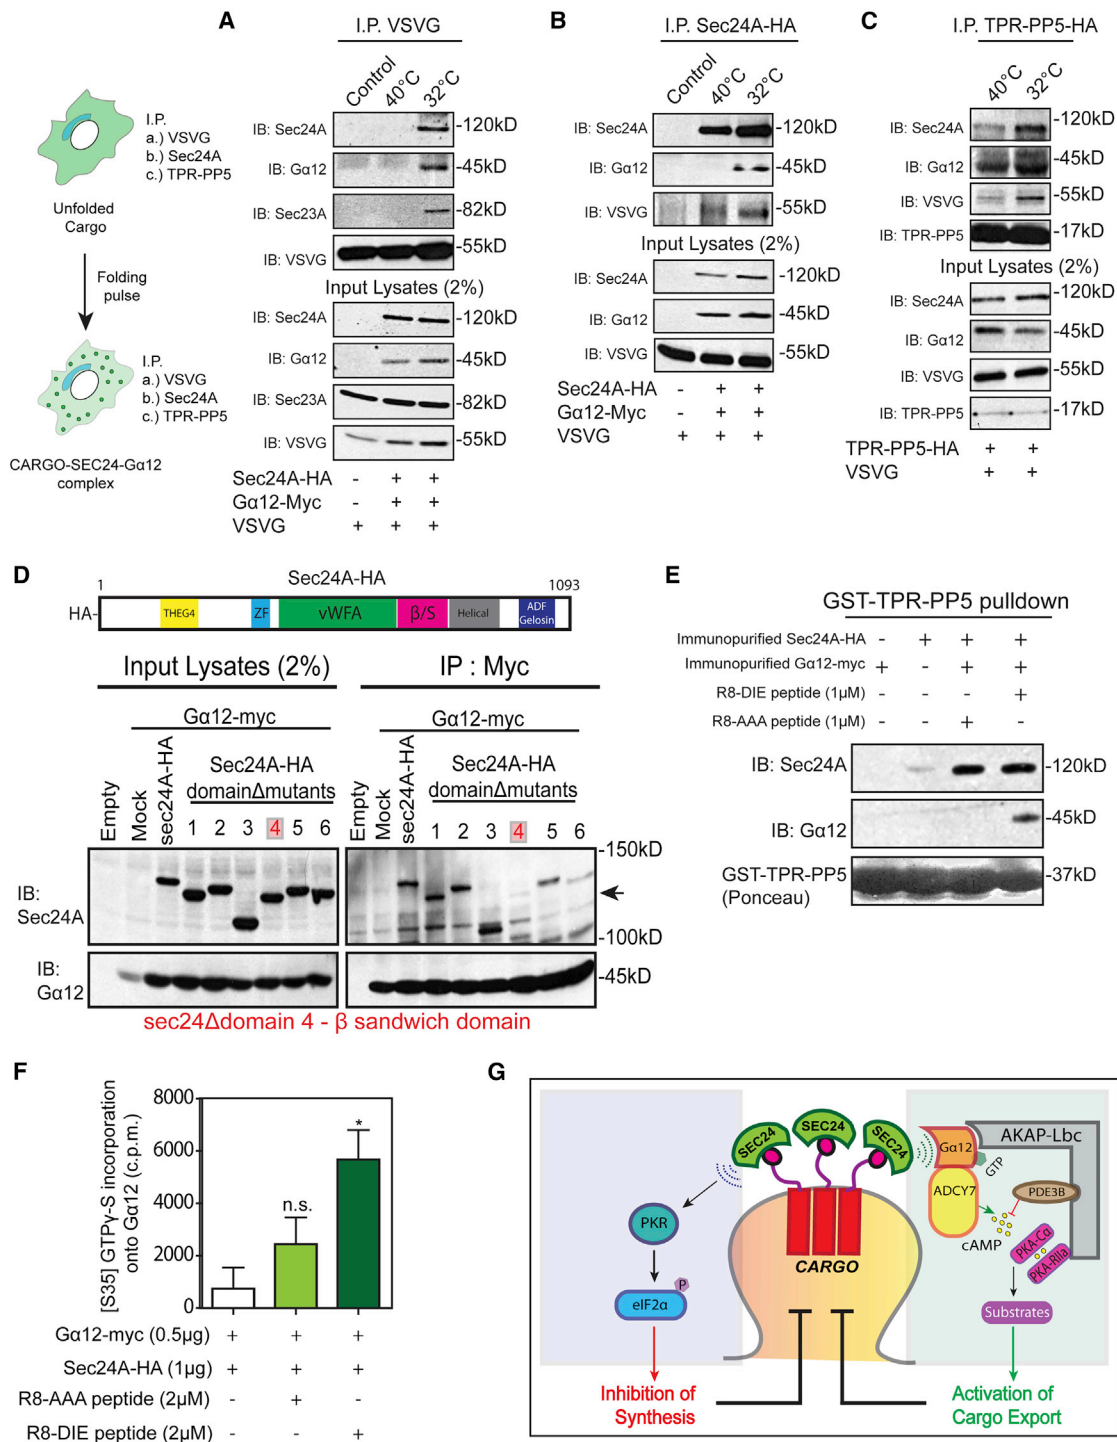 I.P.
a.) VSVG
b.) Sec24A
c.) TPR-PP5
Unfolded
Cargo
Folding
pulse
I.P.
a.) VSVG
b.) Sec24A
c.) TPR-PP5
CARGO-SEC24-Gα12
complex
A
I.P. VSVG
Control
40°C
32°C
IB: Sec24A
-120kD
IB: Gα12
-45kD
IB: Sec23A
-82kD
IB: VSVG
-55kD
Input Lysates (2%)
IB: Sec24A
-120kD
IB: Gα12
-45kD
IB: Sec23A
-82kD
IB: VSVG
-55kD
Sec24A-HA - + +
Gα12-Myc - + +
VSVG + + +
B
I.P. Sec24A-HA
Control
40°C
32°C
IB: Sec24A
-120kD
IB: Gα12
-45kD
IB: VSVG
-55kD
Input Lysates (2%)
IB: Sec24A
-120kD
IB: Gα12
-45kD
IB: VSVG
-55kD
Sec24A-HA - + +
Gα12-Myc - + +
VSVG + + +
C
I.P. TPR-PP5-HA
40°C
32°C
IB: Sec24A
-120kD
IB: Gα12
-45kD
IB: VSVG
-55kD
IB: TPR-PP5
-17kD
Input Lysates (2%)
IB: Sec24A
-120kD
IB: Gα12
-45kD
IB: VSVG
-55kD
IB: TPR-PP5
-17kD
TPR-PP5-HA + +
VSVG + +
D
1
Sec24A-HA
1093
HA-
THEG4
ZF
vWFA
β/S
Helical
ADF
Gelosin
Input Lysates (2%)
IP : Myc
Gα12-myc
Gα12-myc
Empty
Mock
sec24A-HA
Sec24A-HA
domainΔmutants
1 2 3 4 5 6
Empty
Mock
sec24A-HA
Sec24A-HA
domainΔmutants
1 2 3 4 5 6
IB:
Sec24A
-150kD
-100kD
IB:
Gα12
-45kD
sec24Δdomain 4 - β sandwich domain
E
GST-TPR-PP5 pulldown
Immunopurified Sec24A-HA - + + +
Immunopurified Gα12-myc + - + +
R8-DIE peptide (1µM) - - - +
R8-AAA peptide (1µM) - - + -
IB: Sec24A
-120kD
IB: Gα12
-45kD
GST-TPR-PP5
(Ponceau)
-37kD
F
[S35] GTPγ-S incorporation
onto Gα12 (c.p.m.)
8000
6000
4000
2000
0
n.s.
*
Gα12-myc (0.5µg) + + +
Sec24A-HA (1µg) + + +
R8-AAA peptide (2µM) - + -
R8-DIE peptide (2µM) - - +
G
SEC24
SEC24
SEC24
CARGO
PKR
P
eIF2α
Inhibition of
Synthesis
Gα12
GTP
AKAP-Lbc
ADCY7
PDE3B
cAMP
PKA-Cα
PKA-RIIa
Substrates
Activation of
Cargo Export